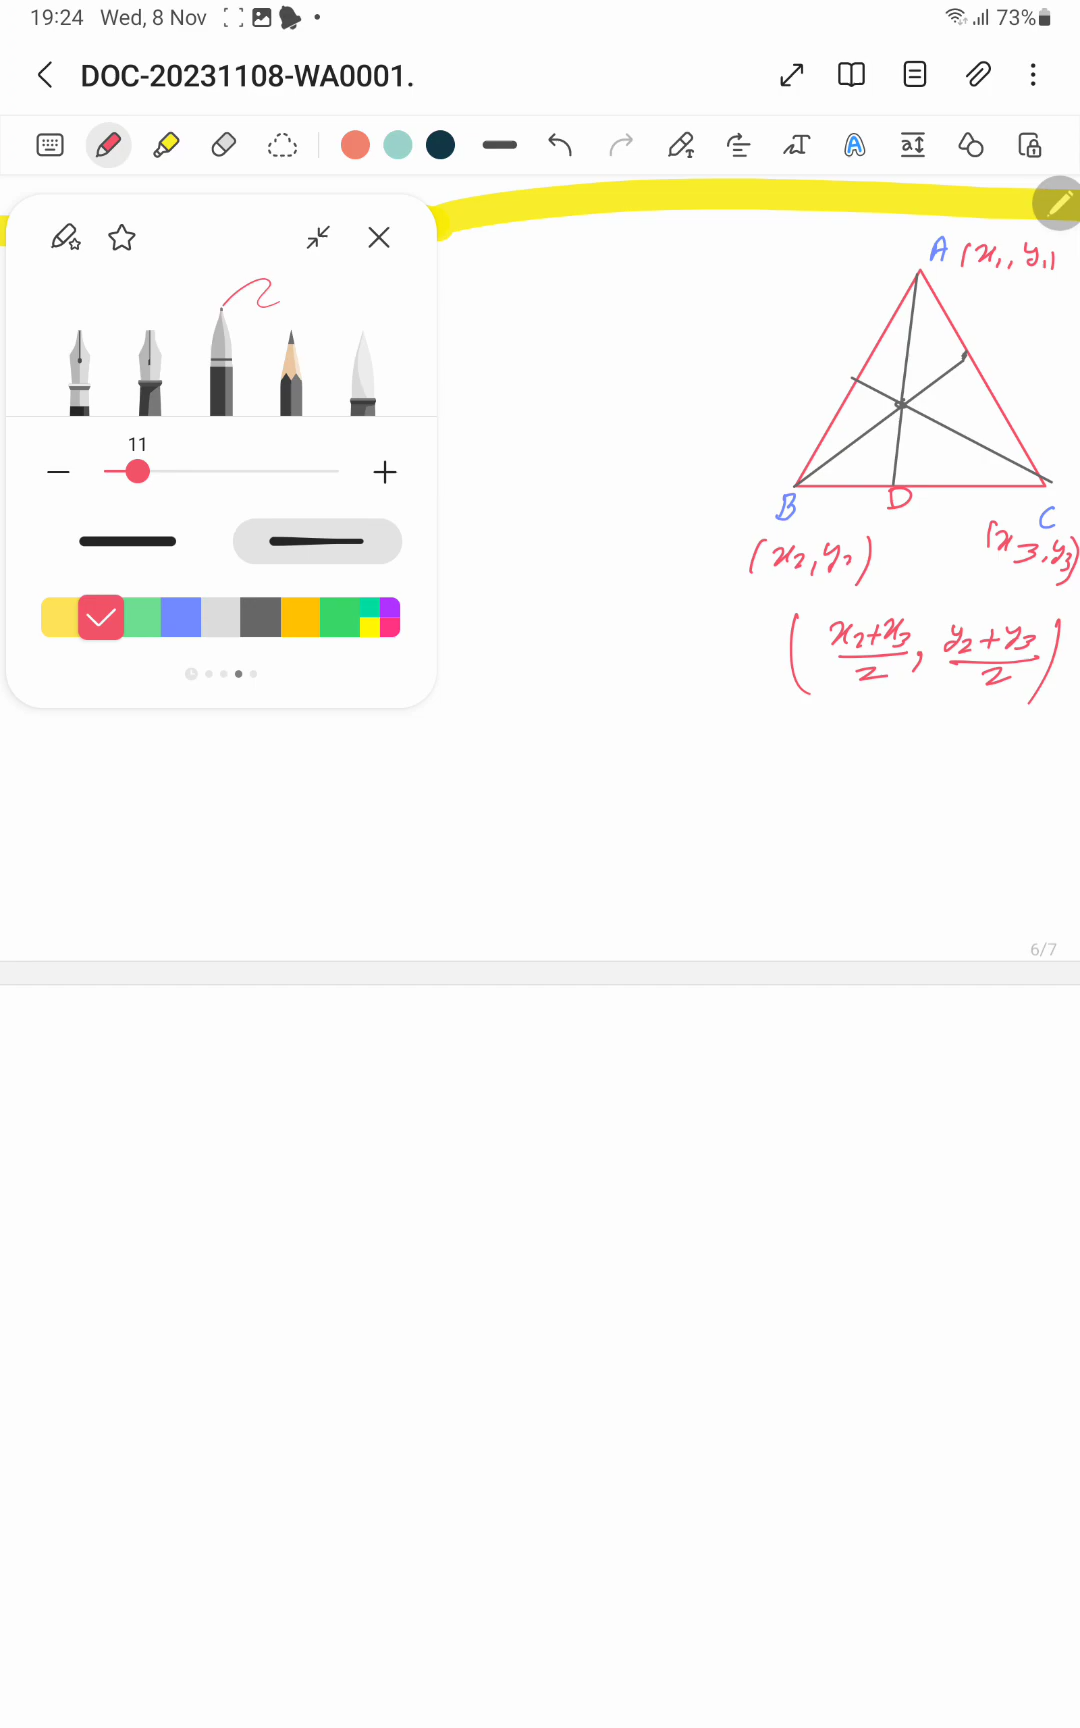 19:24 Wed, 8 Nov 73%
DOC-20231108-WA0001.
A (x₁, y₁)
11
B D C
(x₂, y₂) (x₃, y₃)
(x₂+x₃/2, y₂+y₃/2)
6/7